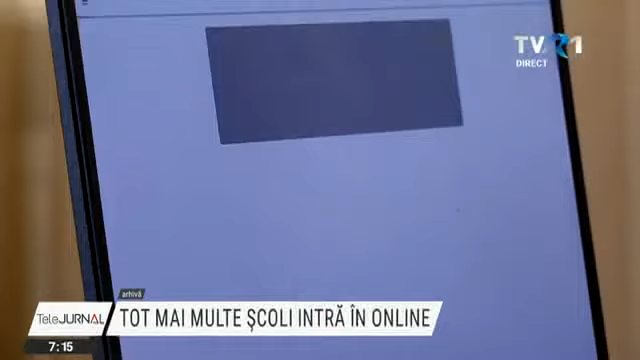 TVR1
DIRECT
arhivă
TeleJURNAL
TOT MAI MULTE ȘCOLI INTRĂ ÎN ONLINE
7:15